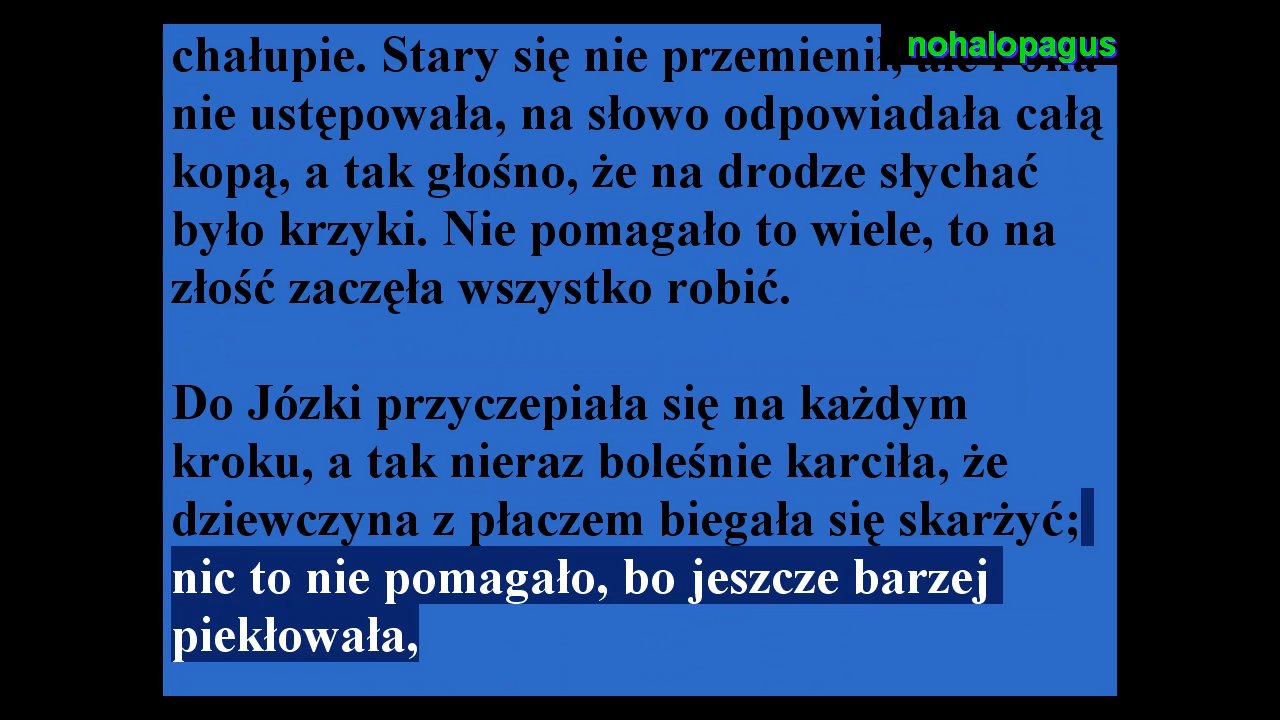 nohalopagus
chałupie. Stary się nie przemienił, ale i ona
nie ustępowała, na słowo odpowiadała całą
kopą, a tak głośno, że na drodze słychać
było krzyki. Nie pomagało to wiele, to na
złość zaczęła wszystko robić.
Do Józki przyczepiała się na każdym
kroku, a tak nieraz boleśnie karciła, że
dziewczyna z płaczem biegała się skarżyć;
nic to nie pomagało, bo jeszcze barzej
piekłowała,